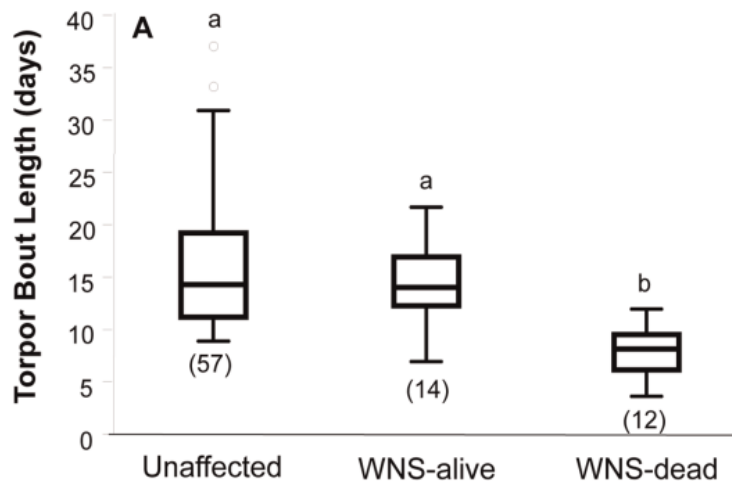 A
Torpor Bout Length (days)
40
35
30
25
20
15
10
5
0
a
(57)
a
(14)
b
(12)
Unaffected
WNS-alive
WNS-dead